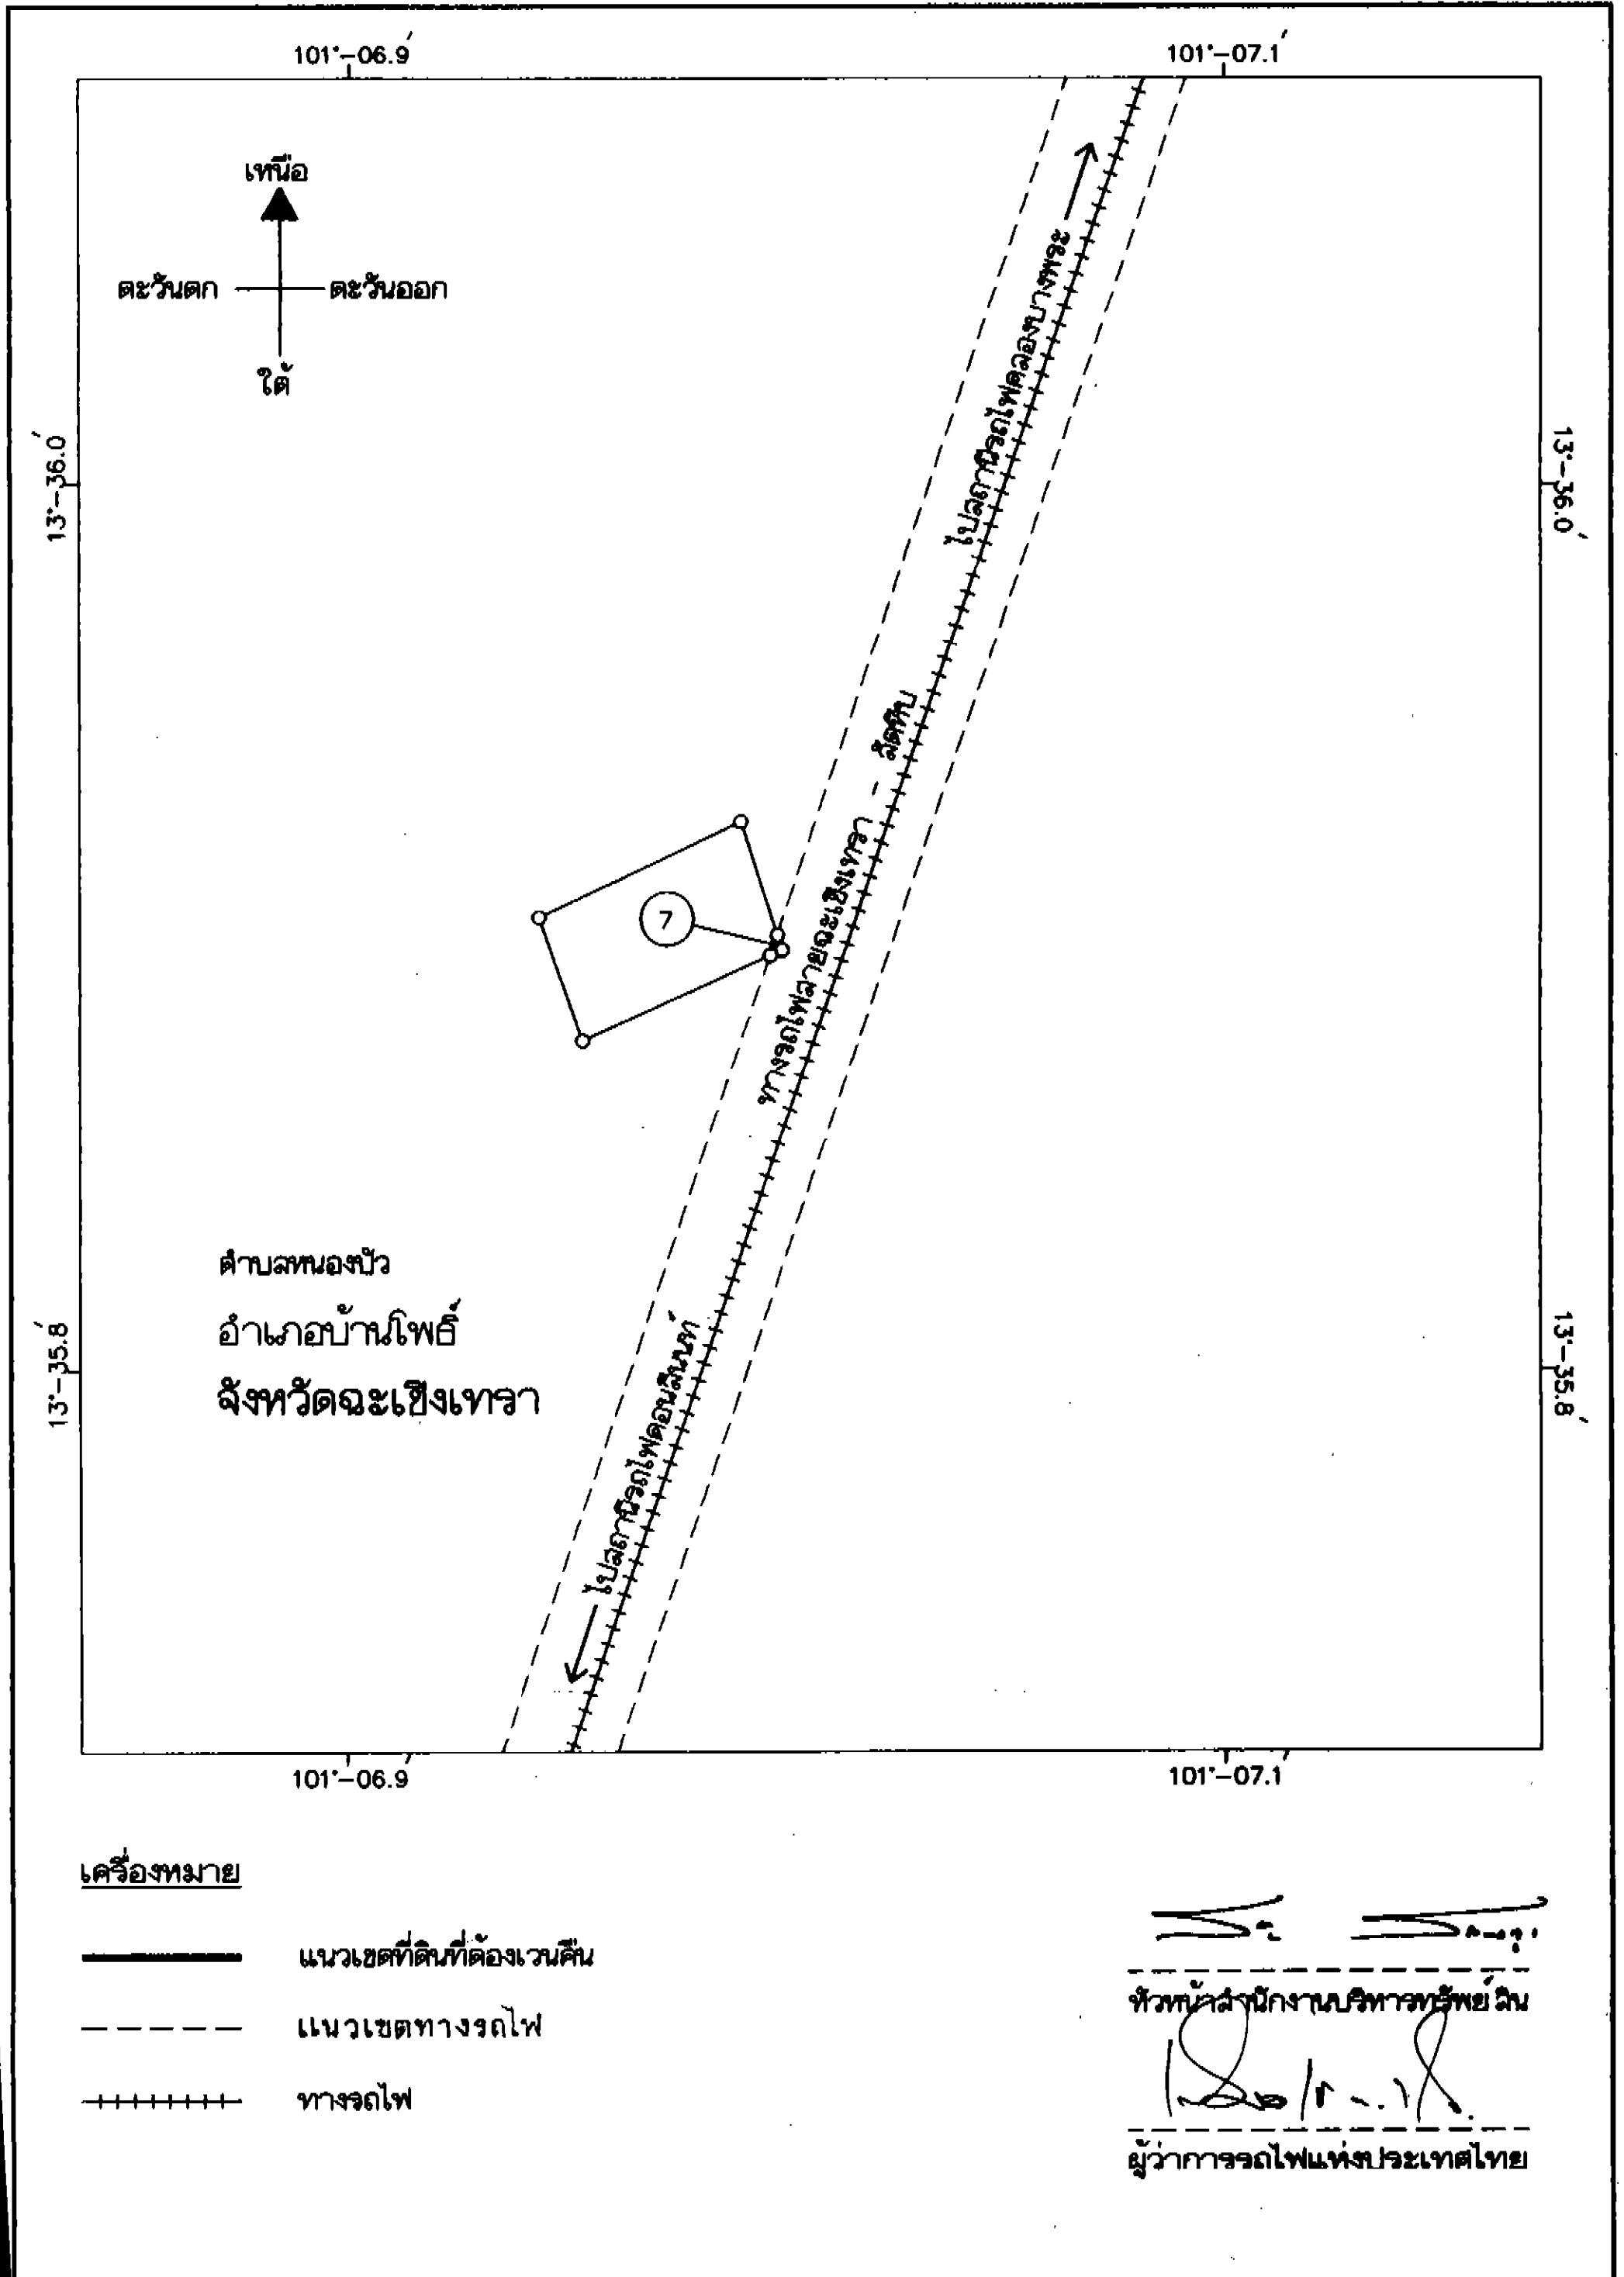 101°-06.9′ 101°-07.1′
เหนือ
ตะวันตก ตะวันออก
ใต้
13°-36.0′ 13°-36.0′
ไปสถานีรถไฟคลองบางพระ
ทางรถไฟสายฉะเชิงเทรา - สัตหีบ
7
ตำบลหนองบัว
อำเภอบ้านโพธิ์
จังหวัดฉะเชิงเทรา
13°-35.8′ 13°-35.8′
ไปสถานีรถไฟดอนสีนนท์
101°-06.9′ 101°-07.1′
เครื่องหมาย
แนวเขตที่ดินที่ต้องเวนคืน
แนวเขตทางรถไฟ
ทางรถไฟ
หัวหน้าสำนักงานบริหารทรัพย์สิน
ผู้ว่าการรถไฟแห่งประเทศไทย